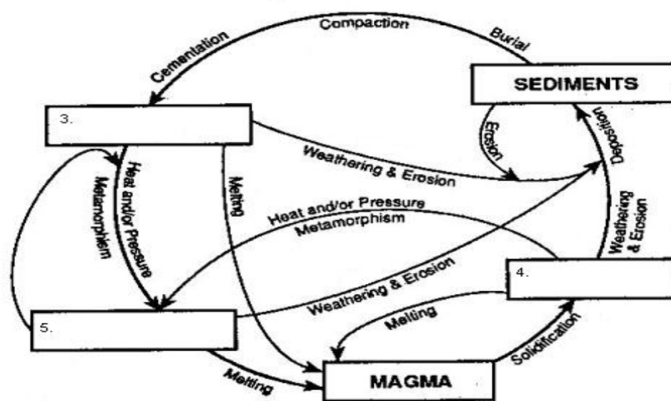 Cementation
Compaction
Burial
SEDIMENTS
3.
Erosion
Deposition
Weathering & Erosion
Heat and/or Pressure
Metamorphism
Melting
Heat and/or Pressure
Metamorphism
Weathering
& Erosion
4.
5.
Weathering & Erosion
Melting
Solidification
Melting
MAGMA